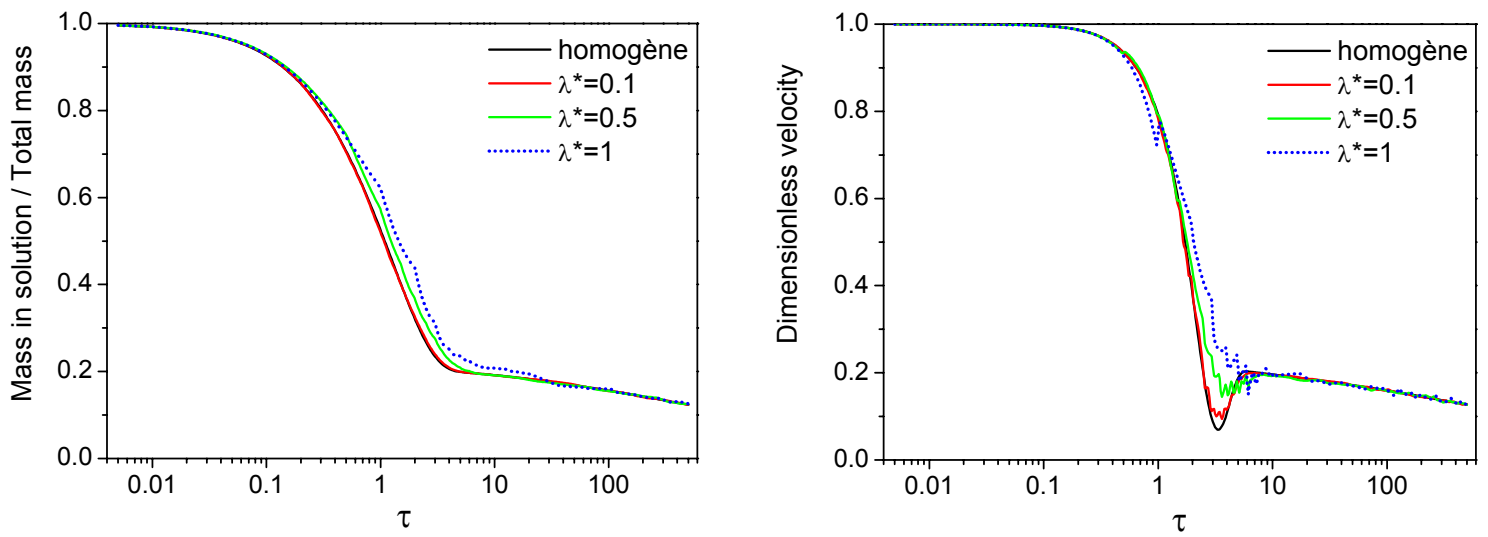 Mass in solution / Total mass
1.0
0.8
0.6
0.4
0.2
0.0
homogène
λ*=0.1
λ*=0.5
λ*=1
0.01 0.1 1 10 100
τ
Dimensionless velocity
1.0
0.8
0.6
0.4
0.2
0.0
homogène
λ*=0.1
λ*=0.5
λ*=1
0.01 0.1 1 10 100
τ